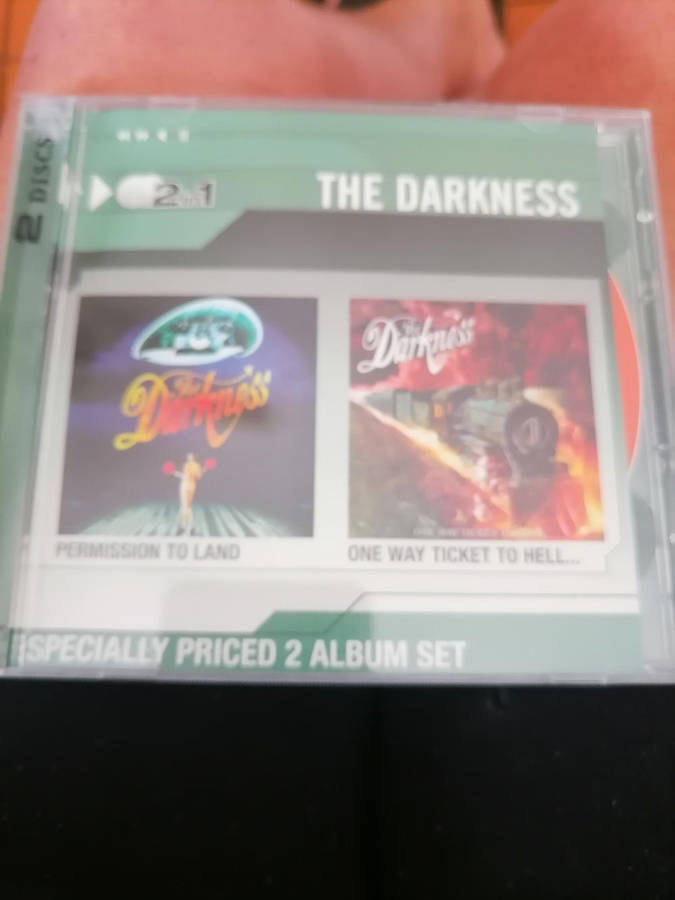 2 DISCS
2in1
THE DARKNESS
The Darkness
The Darkness
PERMISSION TO LAND
ONE WAY TICKET TO HELL...
ESPECIALLY PRICED 2 ALBUM SET